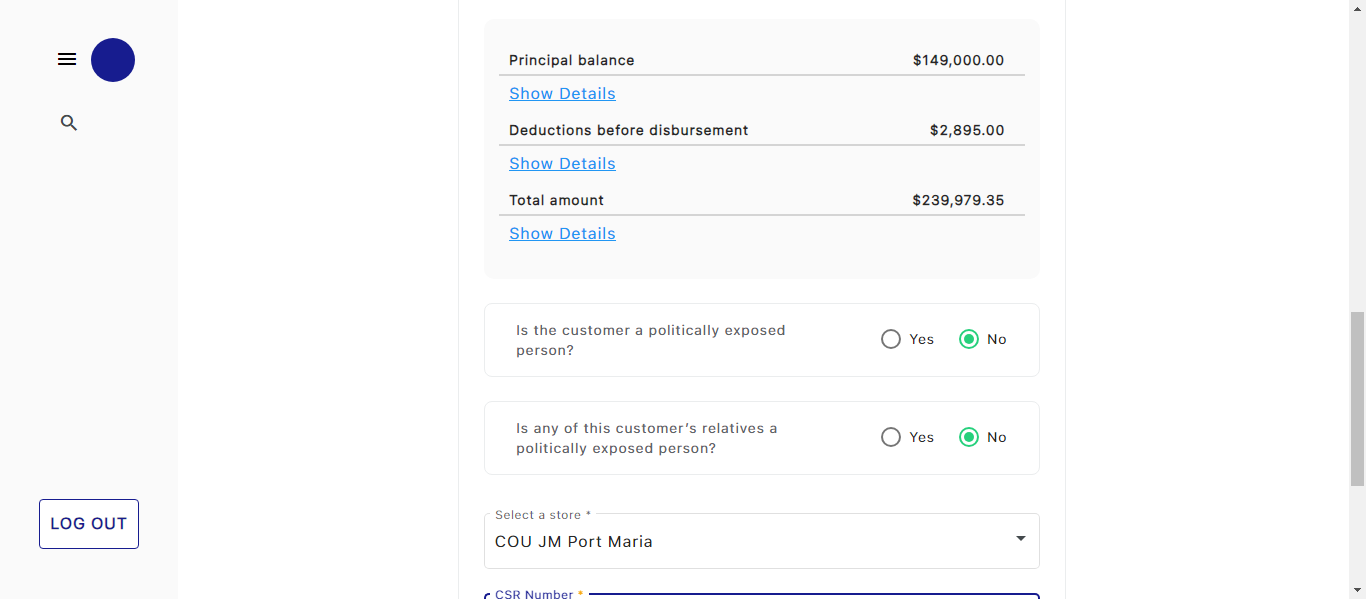 Principal balance $149,000.00
Show Details
Deductions before disbursement $2,895.00
Show Details
Total amount $239,979.35
Show Details
Is the customer a politically exposed
person?
Yes No
Is any of this customer's relatives a
politically exposed person?
Yes No
LOG OUT
Select a store *
COU JM Port Maria
CSR Number *